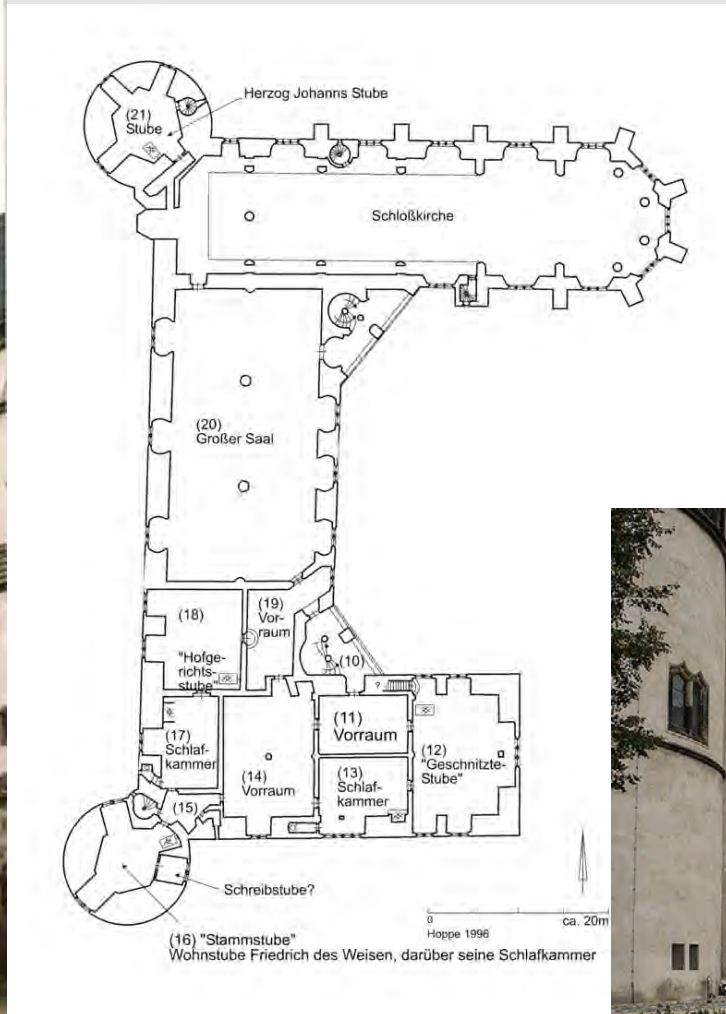 Herzog Johanns Stube
(21)
Stube
Schloßkirche
(20)
Großer Saal
(18)
"Hofge-
richts-
stube"
(19)
Vor-
raum
(10)
?
(11)
Vorraum
(12)
"Geschnitzte-
Stube"
(17)
Schlaf-
kammer
(14)
Vorraum
(13)
Schlaf-
kammer
(15)
Schreibstube?
0
ca. 20m
Hoppe 1996
(16) "Stammstube"
Wohnstube Friedrich des Weisen, darüber seine Schlafkammer